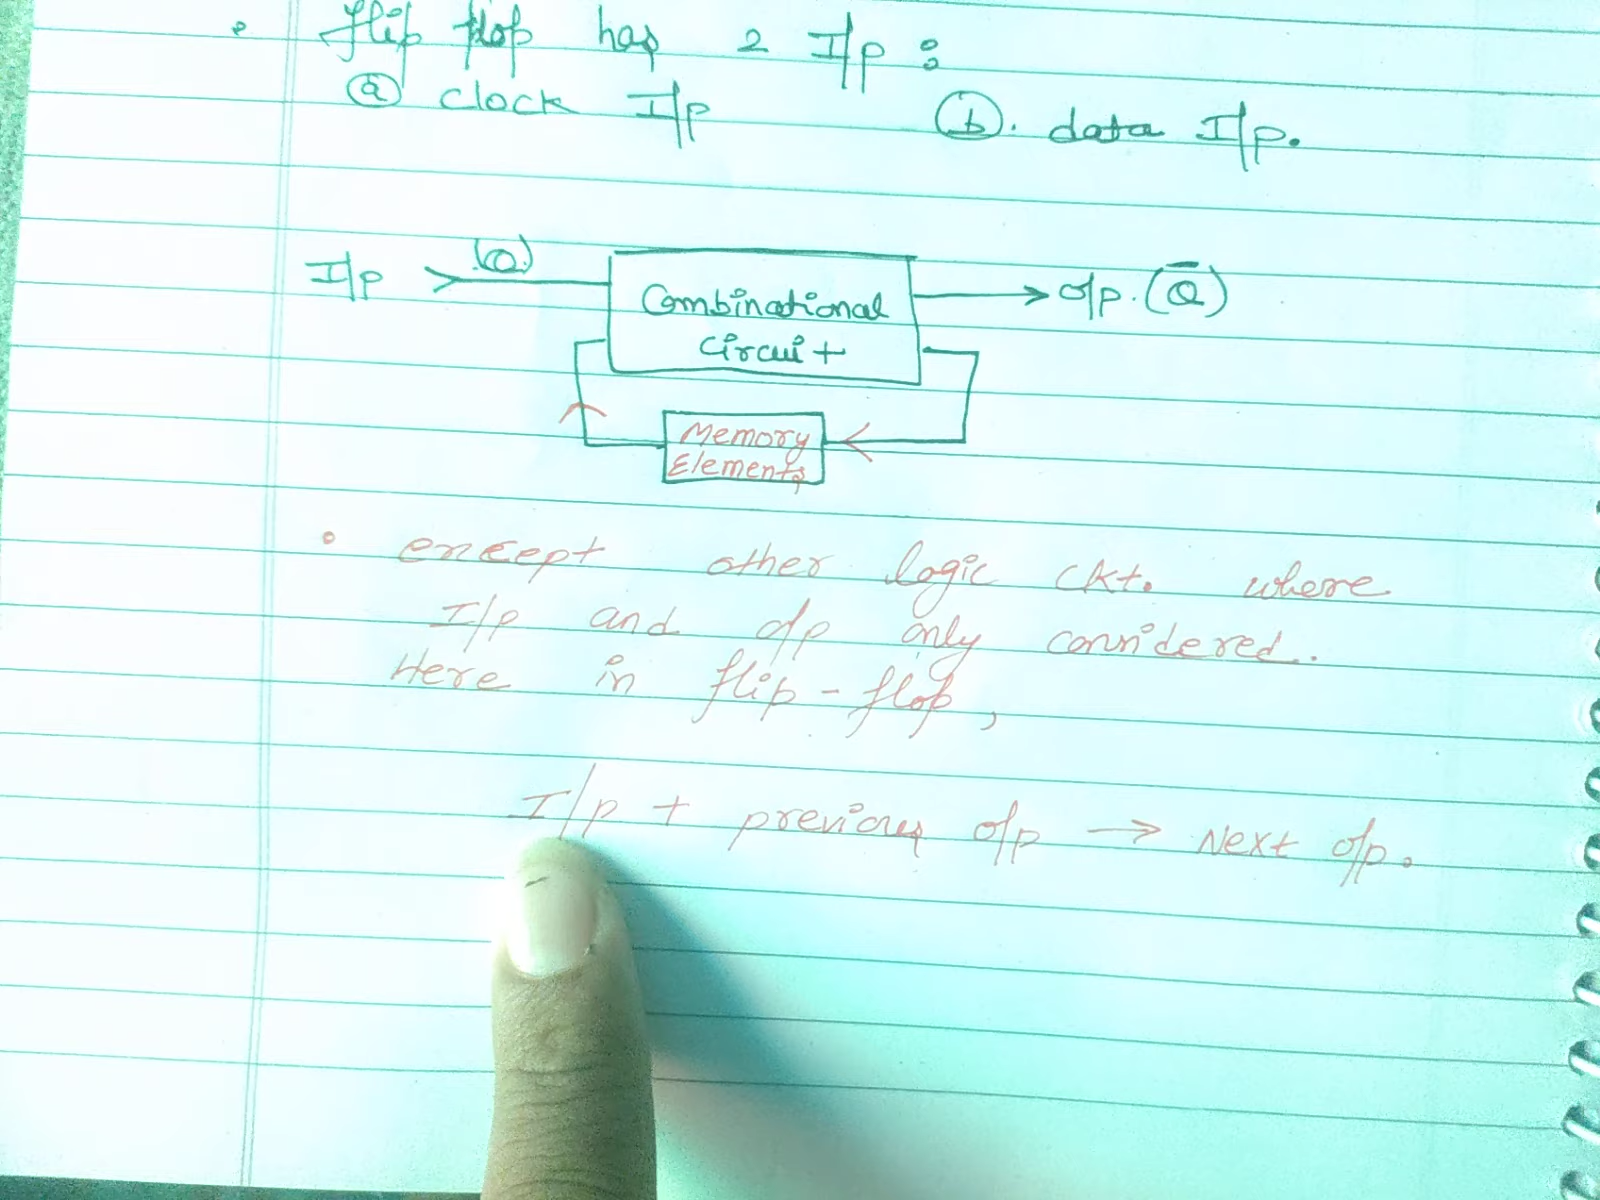 • flip flop has 2 I/p :
(a) clock I/p (b). data I/p.
I/p (Q) Combinational Circuit o/p. (Q̄)
Memory
Elements
• except other logic ckt. where
I/p and o/p only considered.
Here in flip-flop,
I/p + previous o/p → Next o/p.